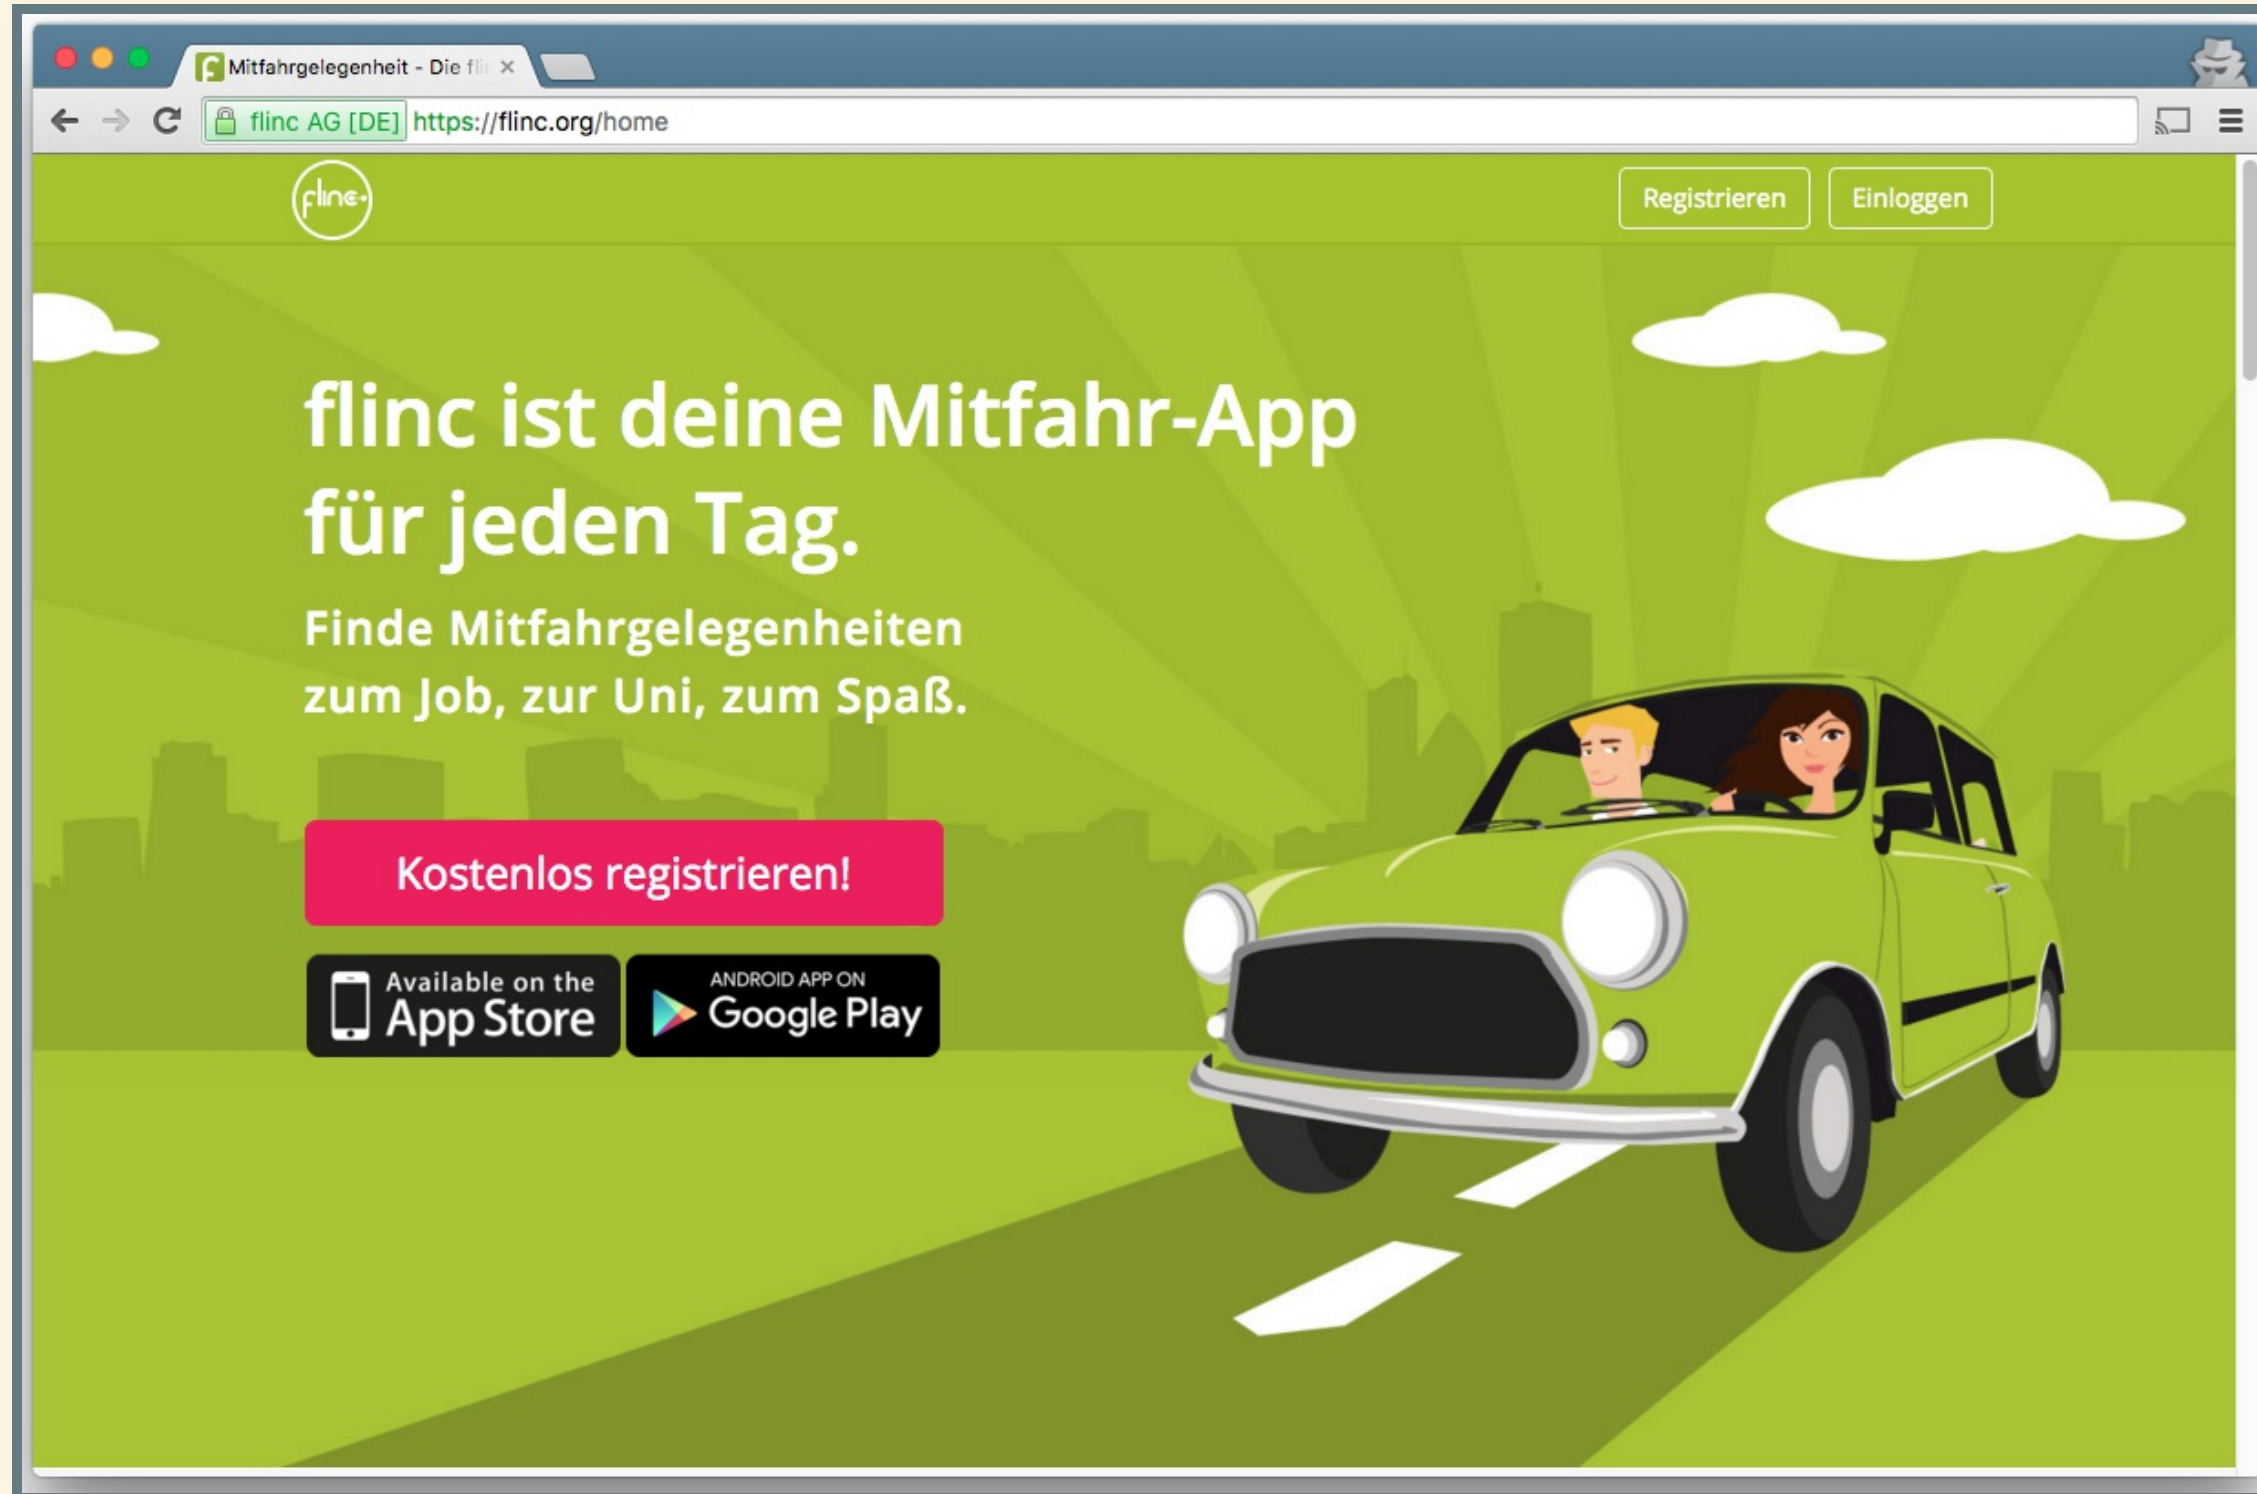 Mitfahrgelegenheit - Die fli
flinc AG [DE] https://flinc.org/home
flinc
Registrieren
Einloggen
flinc ist deine Mitfahr-App
für jeden Tag.
Finde Mitfahrgelegenheiten
zum Job, zur Uni, zum Spaß.
Kostenlos registrieren!
Available on the
App Store
ANDROID APP ON
Google Play